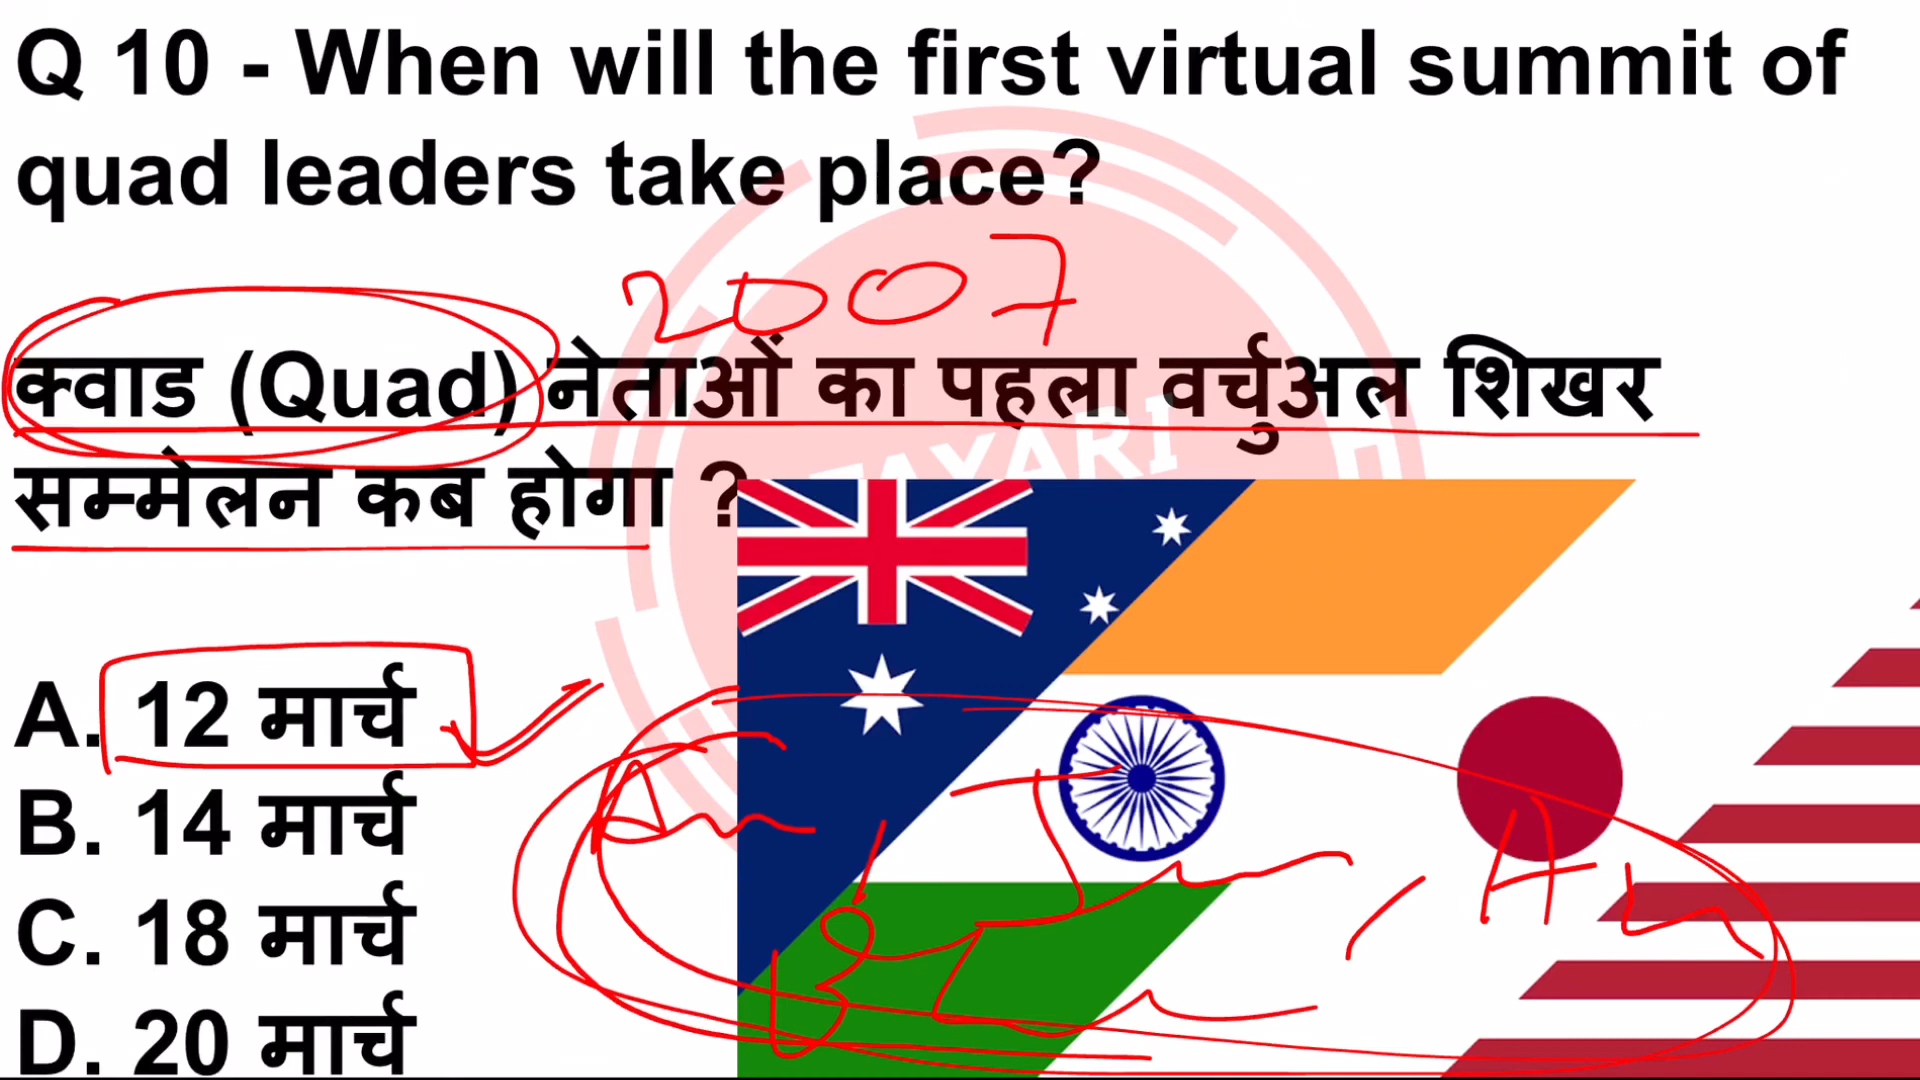 Q 10 - When will the first virtual summit of
quad leaders take place?
2007
क्वाड (Quad) नेताओं का पहला वर्चुअल शिखर
सम्मेलन कब होगा ?
TAYARI
A. 12 मार्च
B. 14 मार्च
C. 18 मार्च
D. 20 मार्च